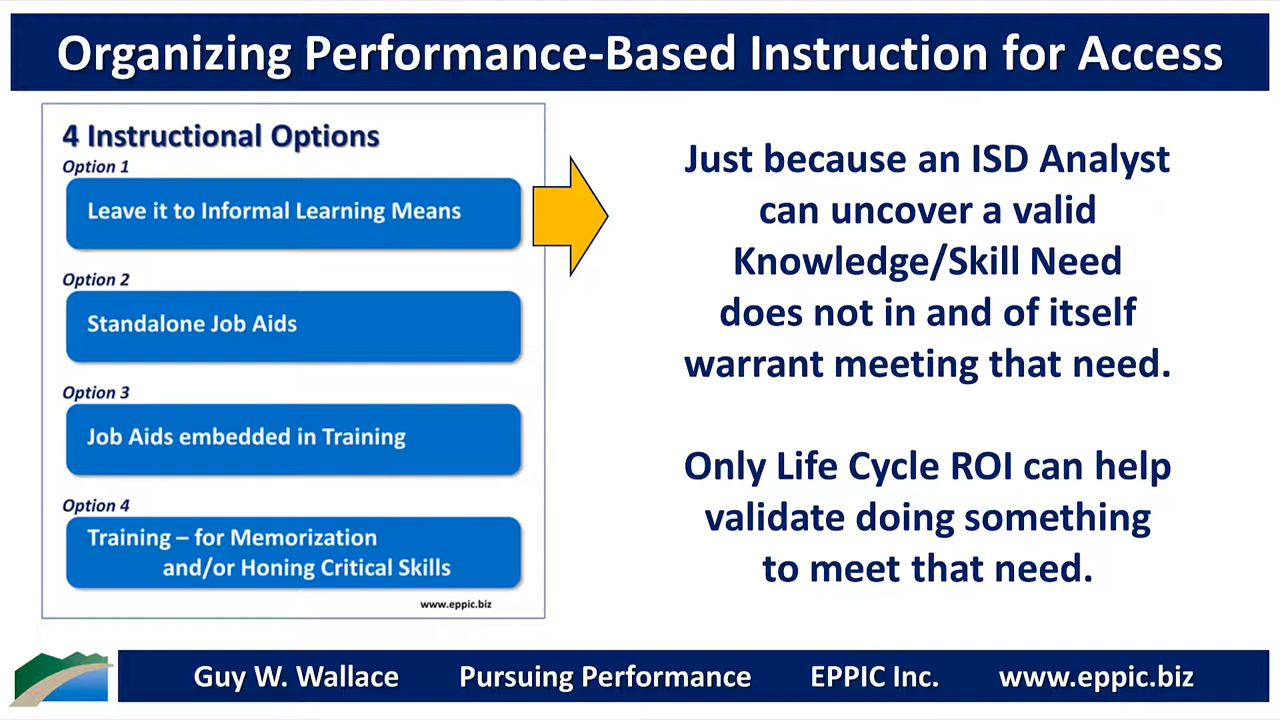 Organizing Performance-Based Instruction for Access
4 Instructional Options
Option 1
Leave it to Informal Learning Means
Option 2
Standalone Job Aids
Option 3
Job Aids embedded in Training
Option 4
Training – for Memorization
and/or Honing Critical Skills
www.eppic.biz
Just because an ISD Analyst
can uncover a valid
Knowledge/Skill Need
does not in and of itself
warrant meeting that need.
Only Life Cycle ROI can help
validate doing something
to meet that need.
Guy W. Wallace Pursuing Performance EPPIC Inc. www.eppic.biz